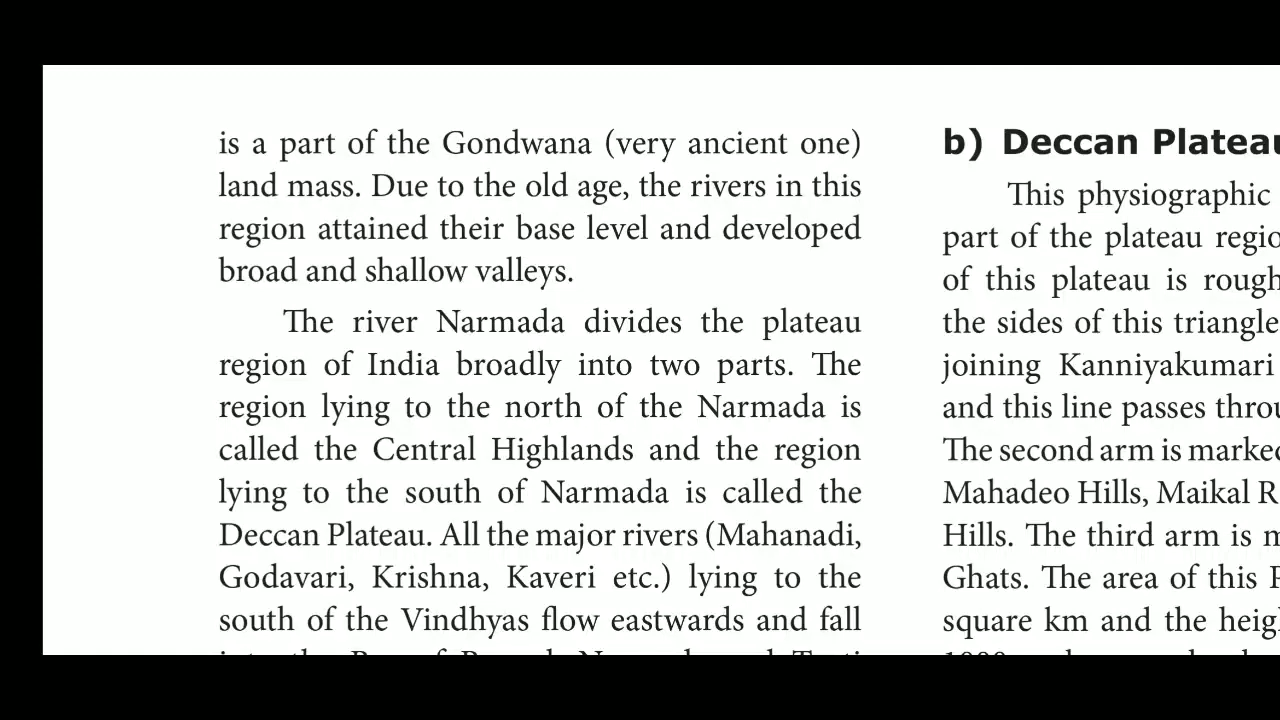 is a part of the Gondwana (very ancient one)
land mass. Due to the old age, the rivers in this
region attained their base level and developed
broad and shallow valleys.
The river Narmada divides the plateau
region of India broadly into two parts. The
region lying to the north of the Narmada is
called the Central Highlands and the region
lying to the south of Narmada is called the
Deccan Plateau. All the major rivers (Mahanadi,
Godavari, Krishna, Kaveri etc.) lying to the
south of the Vindhyas flow eastwards and fall
b) Deccan
This physiographic
part of the plateau
of this plateau is
the sides of this triangle
joining Kanniyakumari
and this line passes
The second arm is
Mahadeo Hills, Maikal
Hills. The third arm is
Ghats. The area of this
square km and the